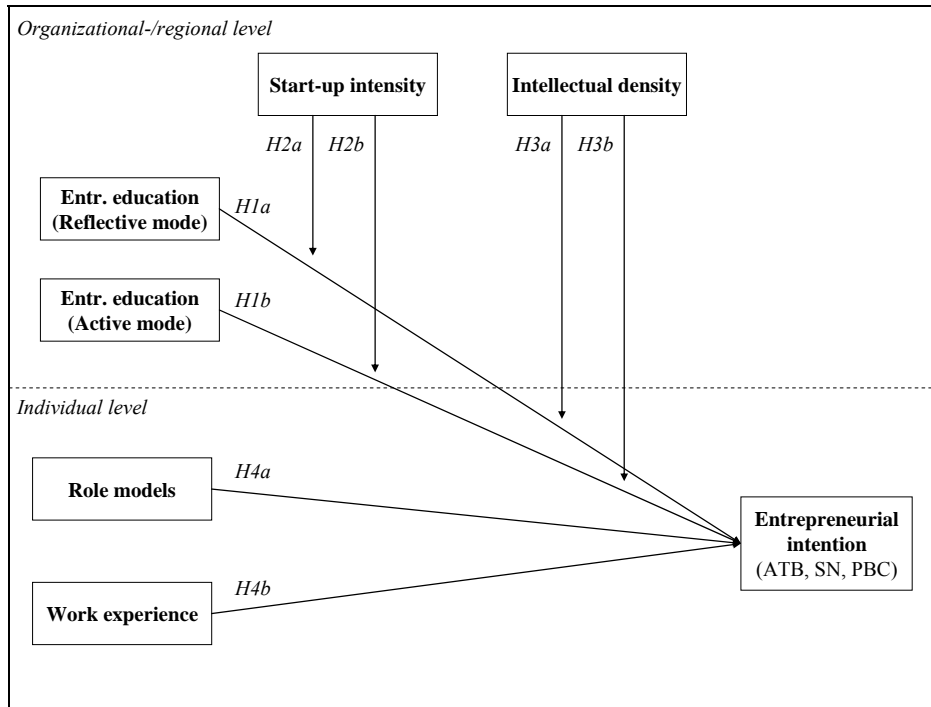 Organizational-/regional level
Start-up intensity
Intellectual density
H2a
H2b
H3a
H3b
Entr. education
(Reflective mode)
H1a
Entr. education
(Active mode)
H1b
Individual level
Role models
H4a
Entrepreneurial
intention
(ATB, SN, PBC)
Work experience
H4b